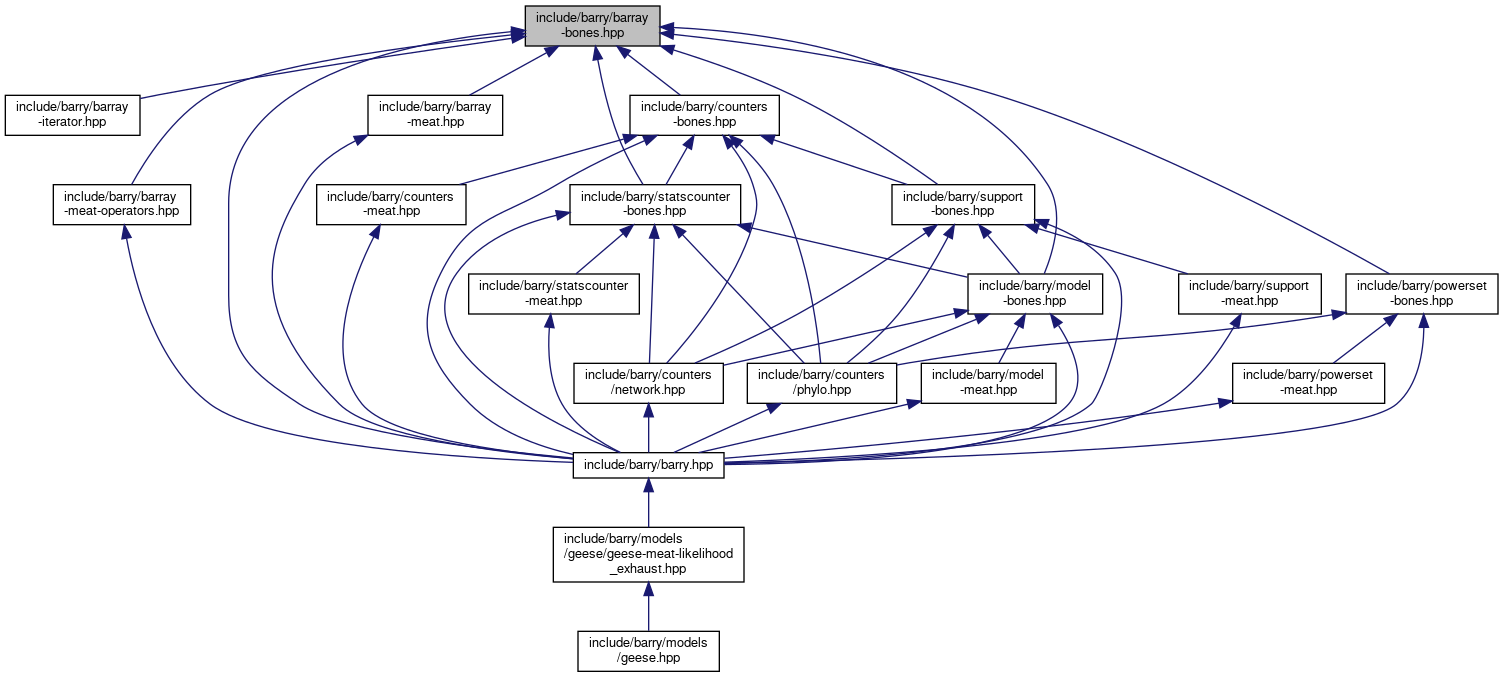 include/barry/barray
-bones.hpp
include/barry/barray
-iterator.hpp
include/barry/barray
-meat.hpp
include/barry/counters
-bones.hpp
include/barry/barray
-meat-operators.hpp
include/barry/counters
-meat.hpp
include/barry/statscounter
-bones.hpp
include/barry/support
-bones.hpp
include/barry/statscounter
-meat.hpp
include/barry/model
-bones.hpp
include/barry/support
-meat.hpp
include/barry/powerset
-bones.hpp
include/barry/counters
/network.hpp
include/barry/counters
/phylo.hpp
include/barry/model
-meat.hpp
include/barry/powerset
-meat.hpp
include/barry/barry.hpp
include/barry/models
/geese/geese-meat-likelihood
_exhaust.hpp
include/barry/models
/geese.hpp